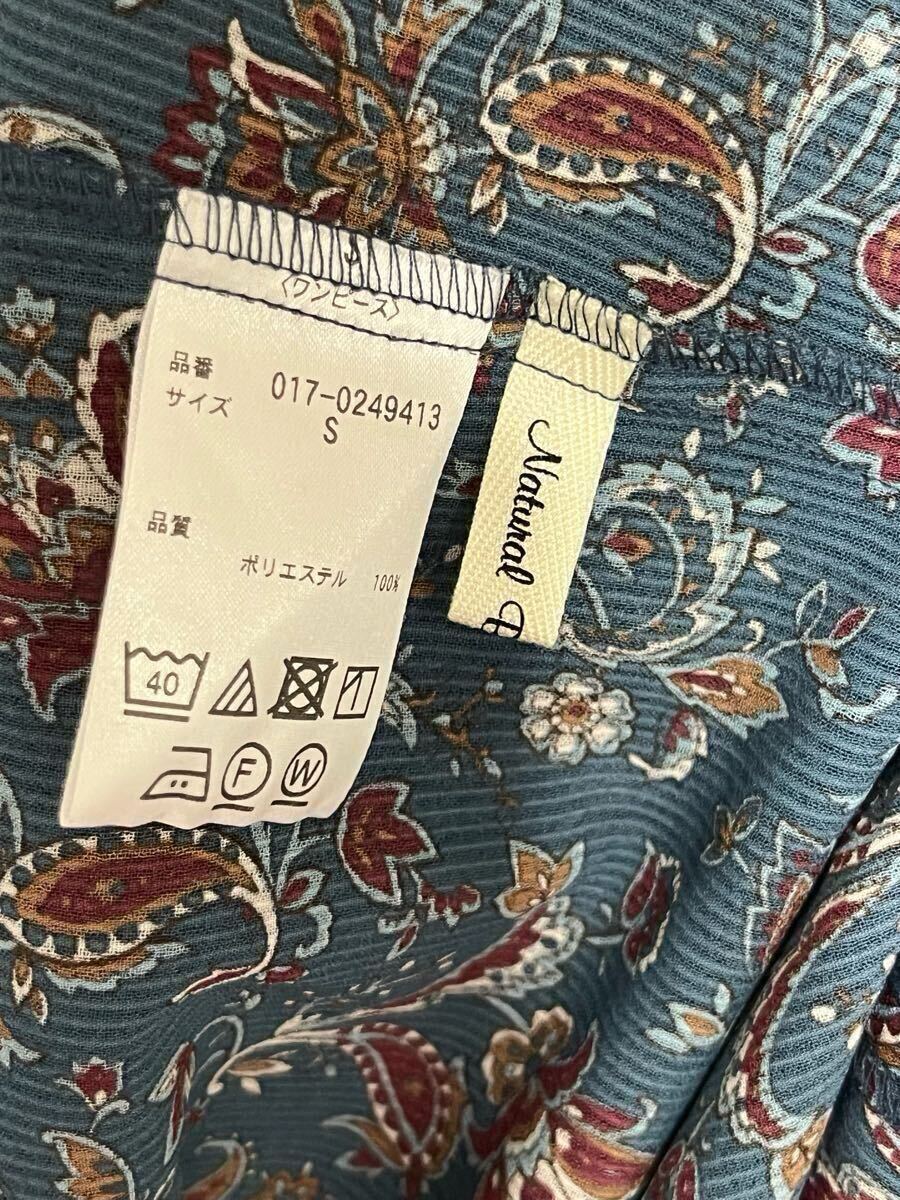 〈ワンピース〉
品番 017-0249413
サイズ S
品質
ポリエステル 100%
40
F W
Natural